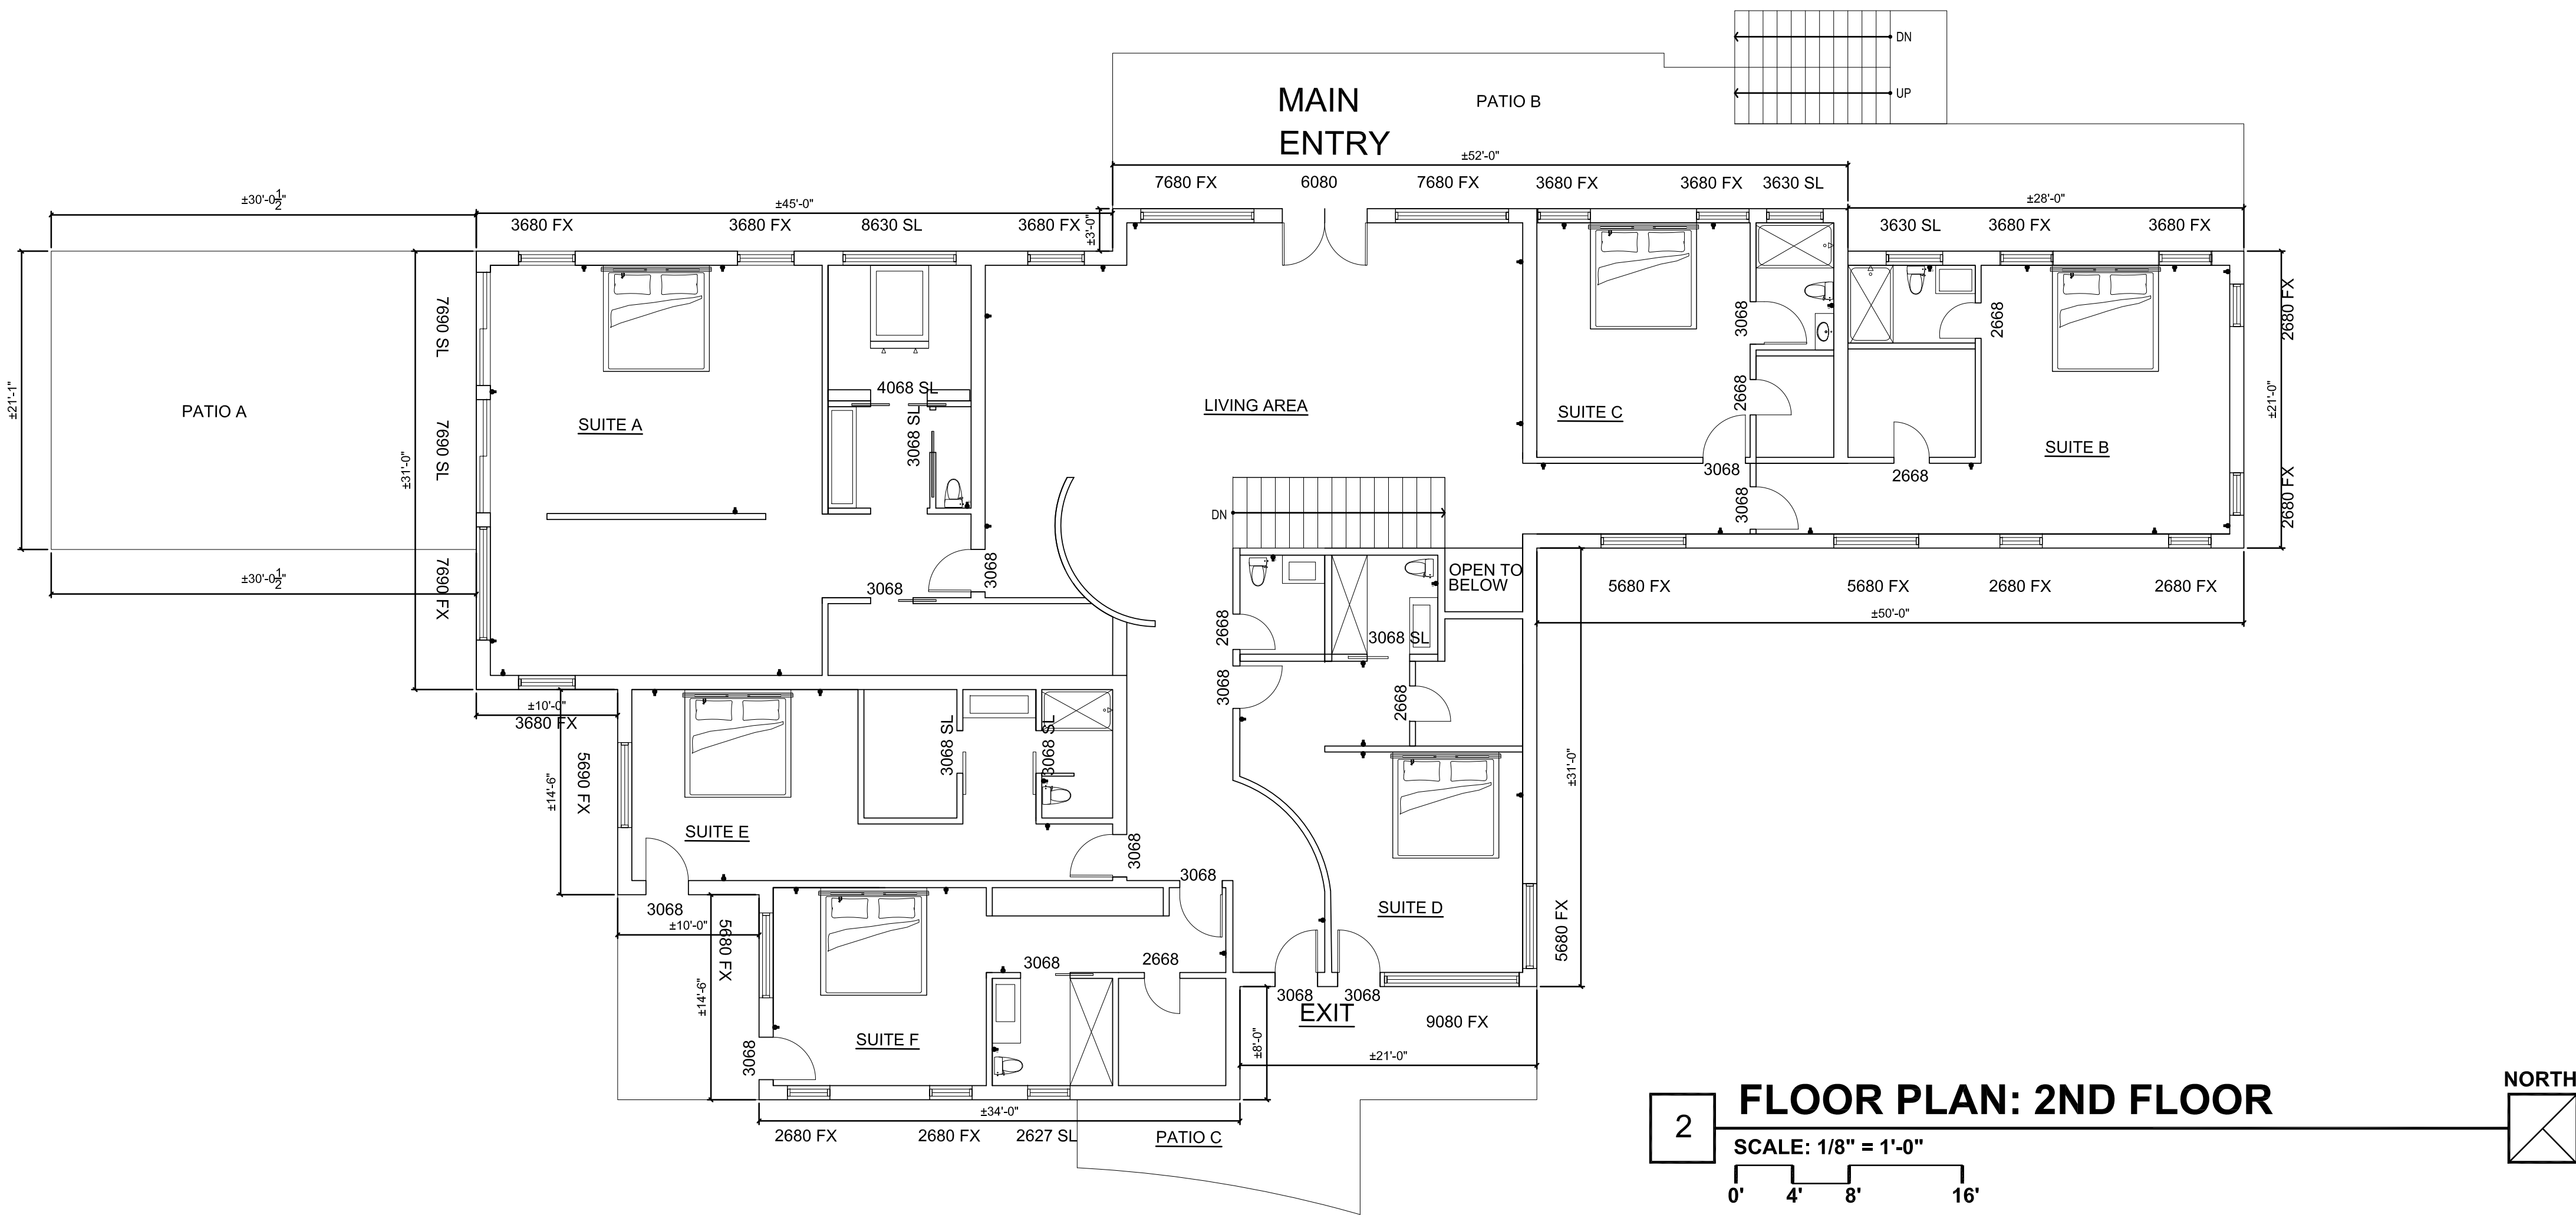 DN
UP
MAIN
ENTRY
PATIO B
±52'-0"
7680 FX
6080
7680 FX
3680 FX
3680 FX
3630 SL
±30'-0 1/2"
±45'-0"
±3'-0"
±28'-0"
3680 FX
3680 FX
8630 SL
3680 FX
3630 SL
3680 FX
3680 FX
7690 SL
3068
2668
2680 FX
±21'-1"
PATIO A
SUITE A
4068 SL
3068 SL
LIVING AREA
SUITE C
2668
SUITE B
±21'-0"
±31'-0"
7690 SL
3068
2668
DN
3068
2680 FX
±30'-0 1/2"
7690 FX
3068
3068
OPEN TO
BELOW
5680 FX
5680 FX
2680 FX
2680 FX
±50'-0"
2668
3068 SL
3068
2668
±10'-0"
3680 FX
±14'-6"
5690 FX
3068 SL
3068 SL
±31'-0"
SUITE E
3068
3068
3068
±10'-0"
5680 FX
SUITE D
5680 FX
3068
2668
±14'-6"
3068
3068
EXIT
9080 FX
3068
SUITE F
±8'-0"
±21'-0"
±34'-0"
2680 FX
2680 FX
2627 SL
PATIO C
2
FLOOR PLAN: 2ND FLOOR
NORTH
SCALE: 1/8" = 1'-0"
0' 4' 8' 16'